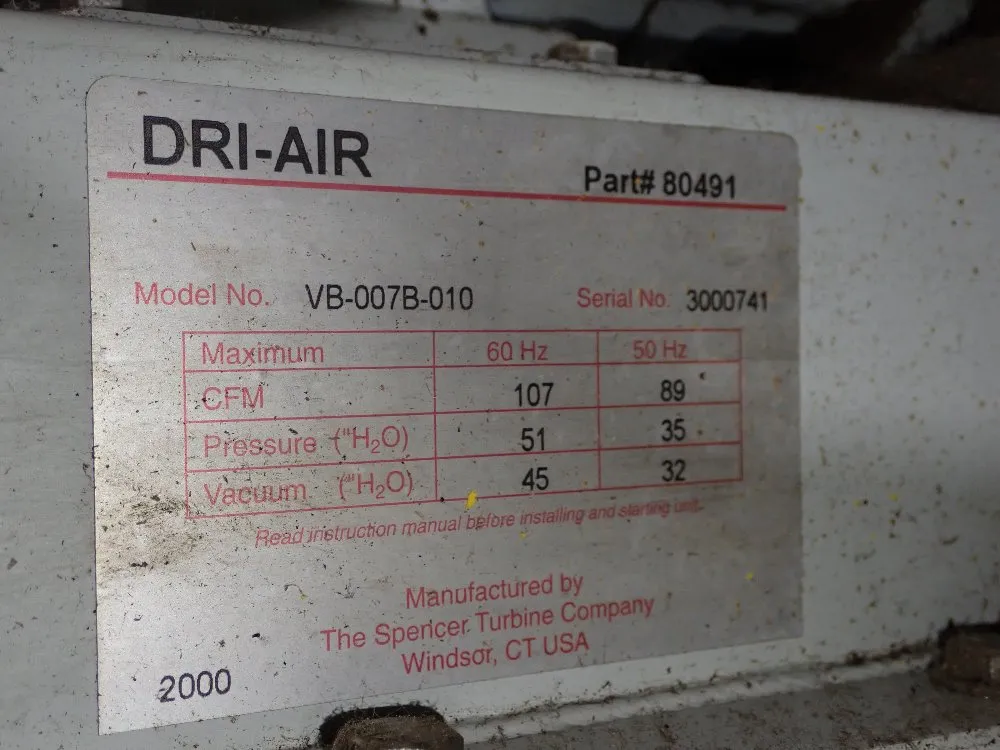 DRI-AIR
Part# 80491
Model No. VB-007B-010 Serial No. 3000741
Maximum 60 Hz 50 Hz
CFM 107 89
Pressure ("H₂O) 51 35
Vacuum ("H₂O) 45 32
Read instruction manual before installing and starting unit.
Manufactured by
The Spencer Turbine Company
Windsor, CT USA
2000